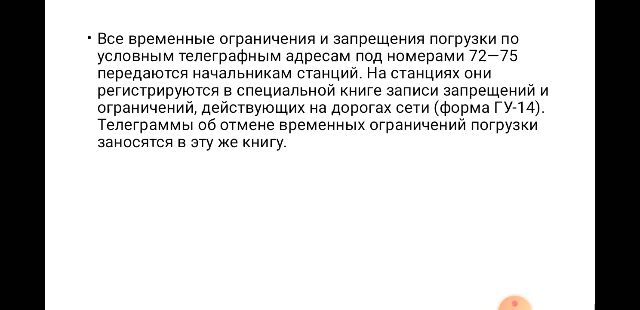 • Все временные ограничения и запрещения погрузки по
условным телеграфным адресам под номерами 72—75
передаются начальникам станций. На станциях они
регистрируются в специальной книге записи запрещений и
ограничений, действующих на дорогах сети (форма ГУ-14).
Телеграммы об отмене временных ограничений погрузки
заносятся в эту же книгу.